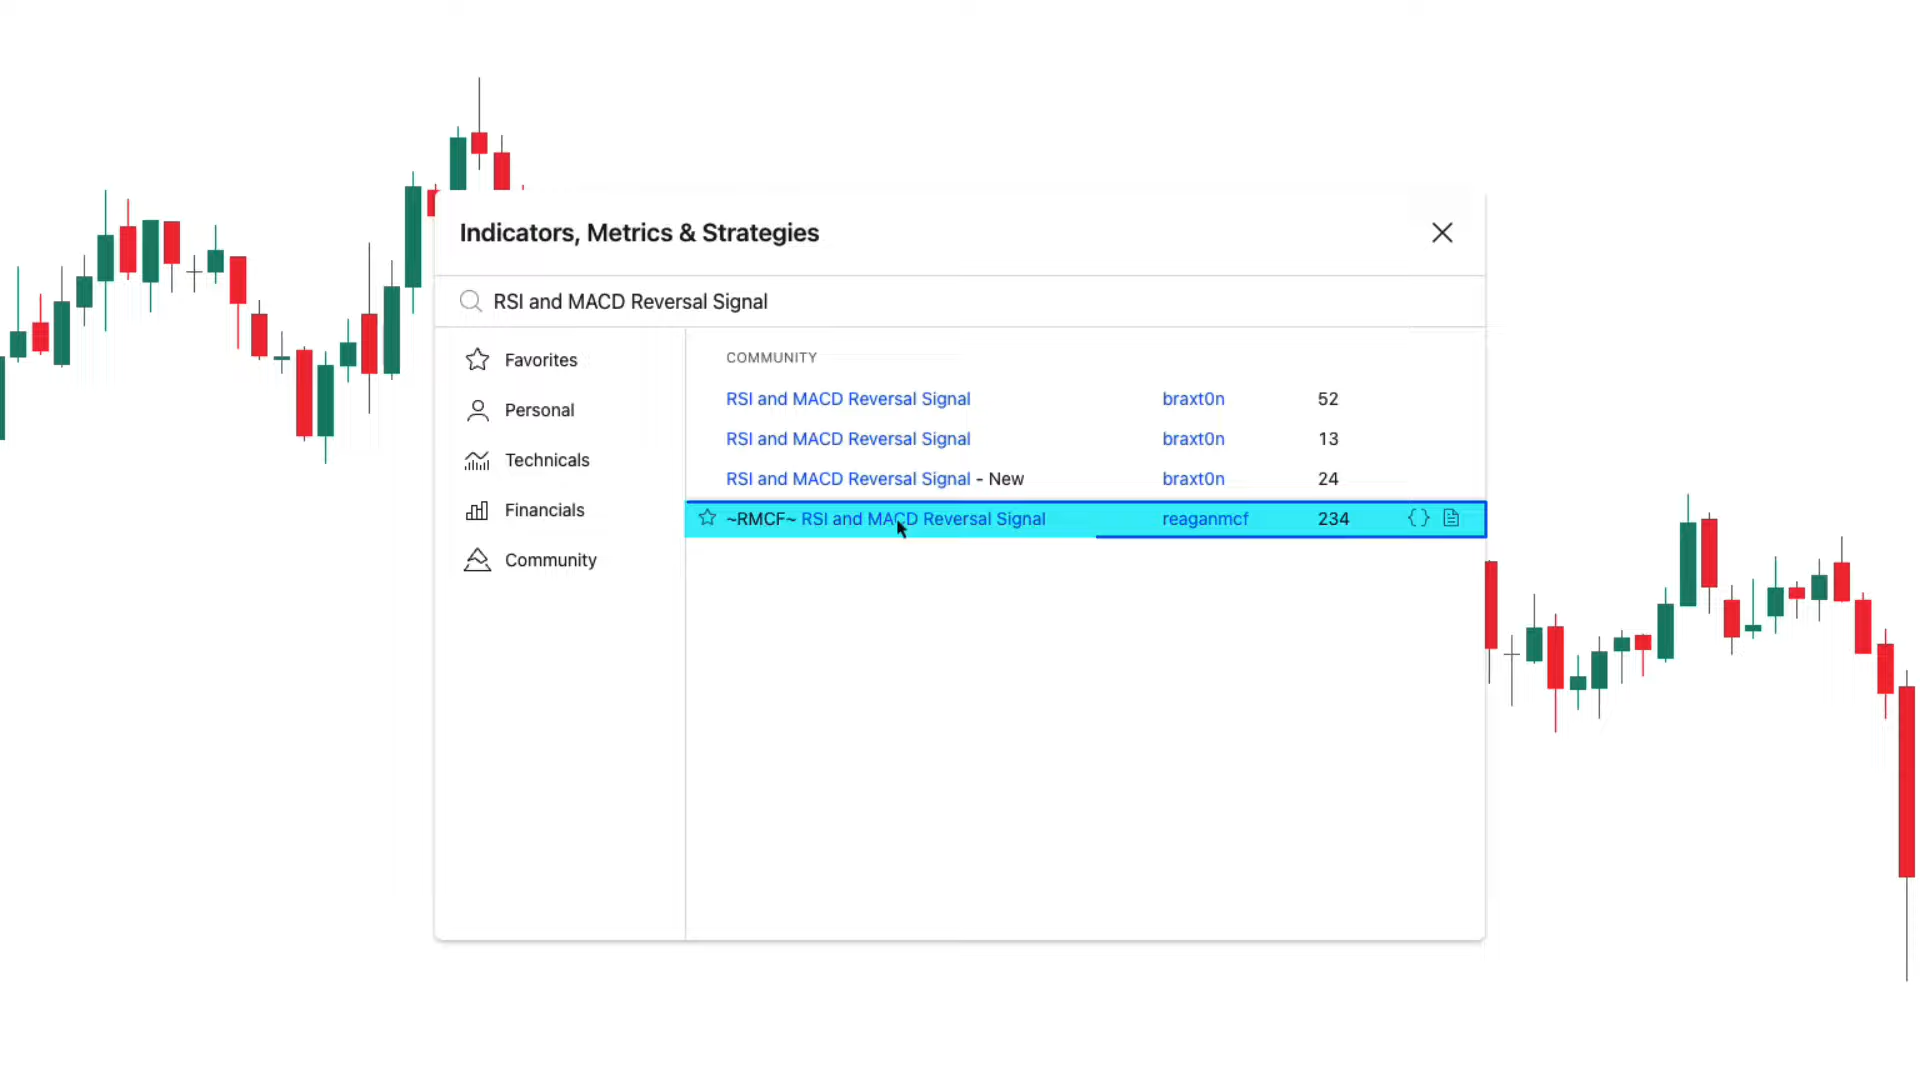 Indicators, Metrics & Strategies
RSI and MACD Reversal Signal
Favorites
Personal
Technicals
Financials
Community
COMMUNITY
RSI and MACD Reversal Signal braxt0n 52
RSI and MACD Reversal Signal braxt0n 13
RSI and MACD Reversal Signal - New braxt0n 24
~RMCF~ RSI and MACD Reversal Signal reaganmcf 234 {}